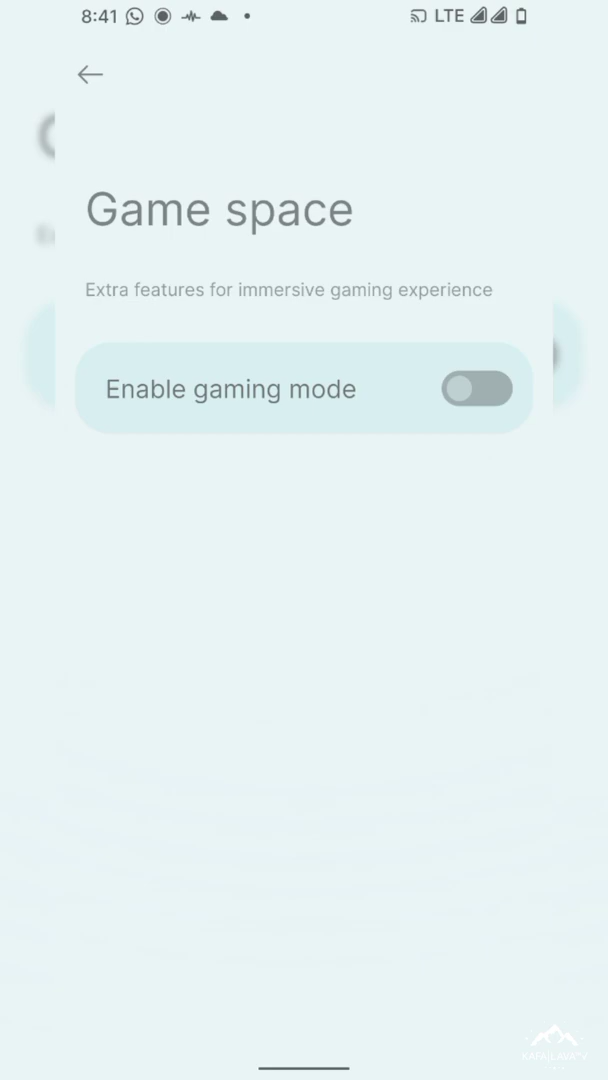 8:41 LTE
Game space
Extra features for immersive gaming experience
Enable gaming mode